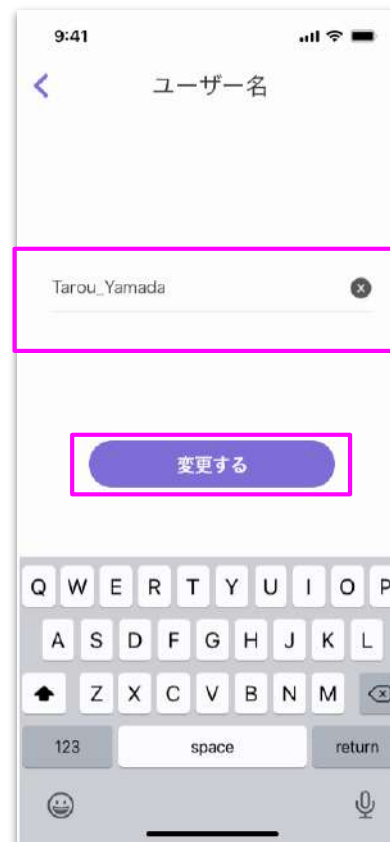 9:41
ユーザー名
Tarou_Yamada
変更する
Q W E R T Y U I O P
A S D F G H J K L
Z X C V B N M
123 space return